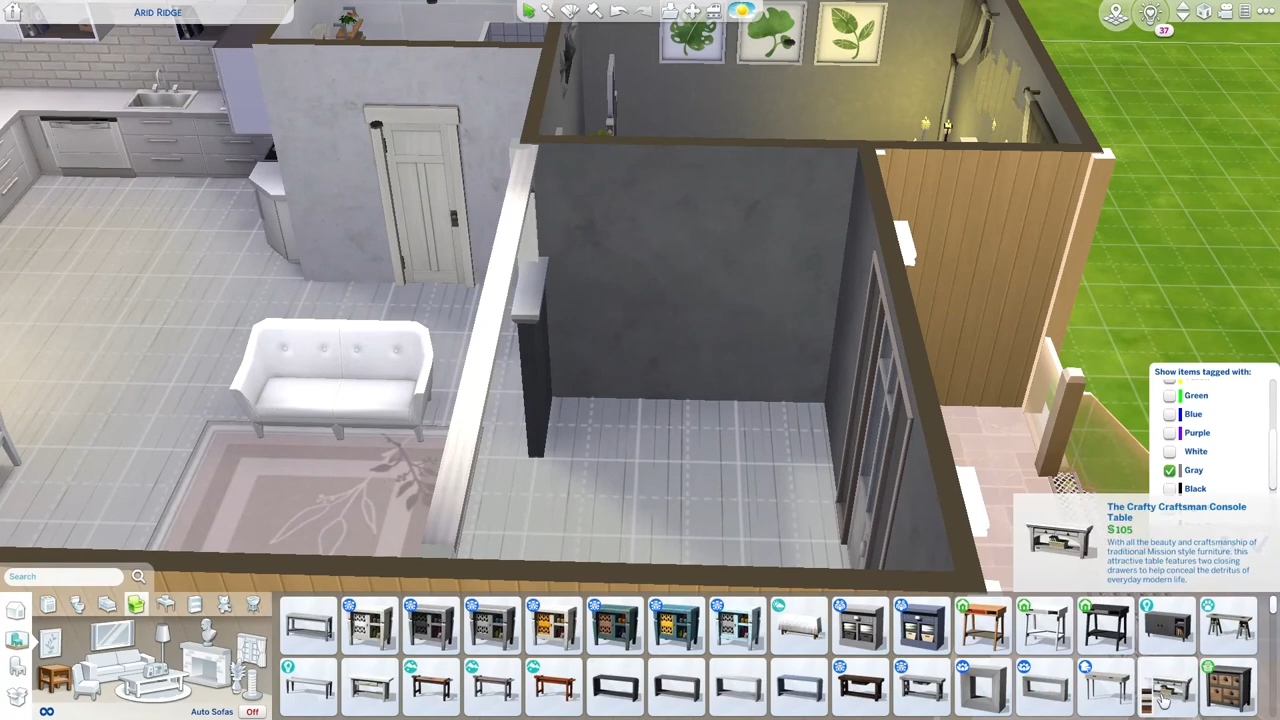 ARID RIDGE
37
Show items tagged with:
Green
Blue
Purple
White
Gray
Black
The Crafty Craftsman Console
Table
§105
With all the beauty and craftsmanship of
traditional Mission style furniture, this
attractive table features two closing
drawers to help conceal the detritus of
everyday modern life.
Search
Auto Sofas Off